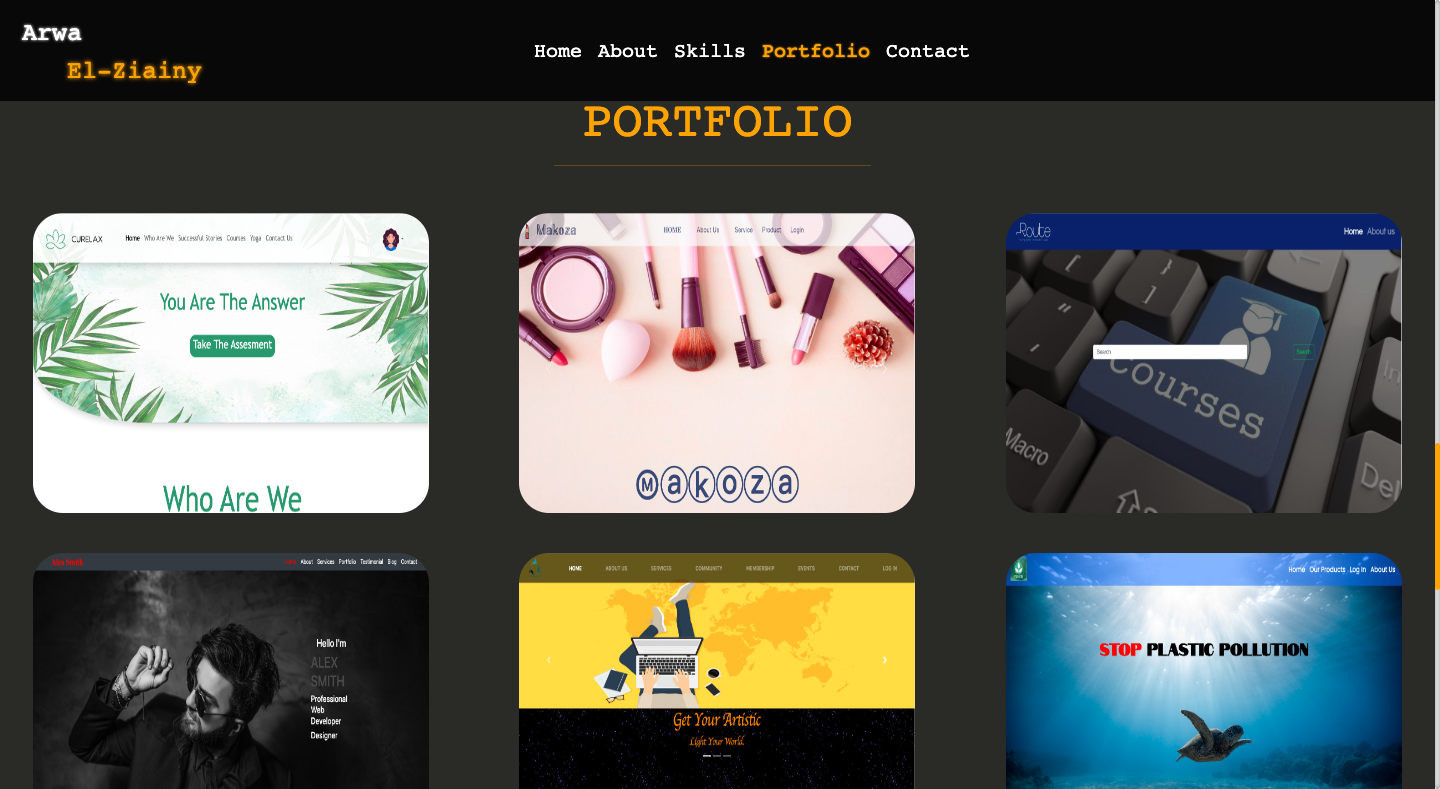 Arwa
El-Ziainy
Home About Skills Portfolio Contact
PORTFOLIO
CURELAX
Home Who Are We Successful Stories Courses Yoga Contact Us
You Are The Answer
Take The Assesment
Who Are We
Makoza
HOME About Us Service Product Login
Makoza
Route
Home About us
Search
Search
Courses
Macro
In
Del
Alex Smith
Home About Services Portfolio Testimonial Blog Contact
Hello I'm
ALEX
SMITH
Professional
Web
Developer
Designer
HOME ABOUT US SERVICES COMMUNITY MEMBERSHIP EVENTS CONTACT LOG IN
Get Your Artistic
Light Your World.
Home Our Products Log In About Us
STOP PLASTIC POLLUTION